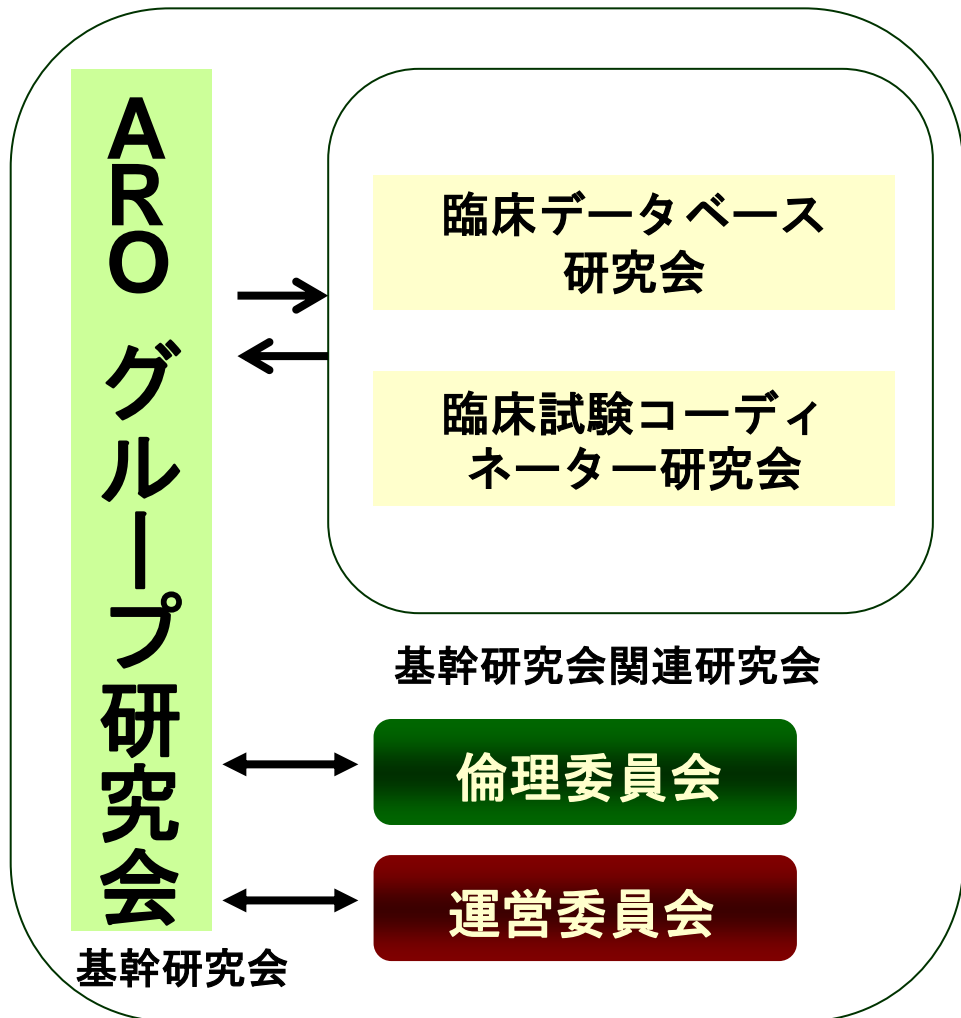 ARO グループ研究会
臨床データベース
研究会
臨床試験コーディ
ネーター研究会
基幹研究会関連研究会
倫理委員会
運営委員会
基幹研究会